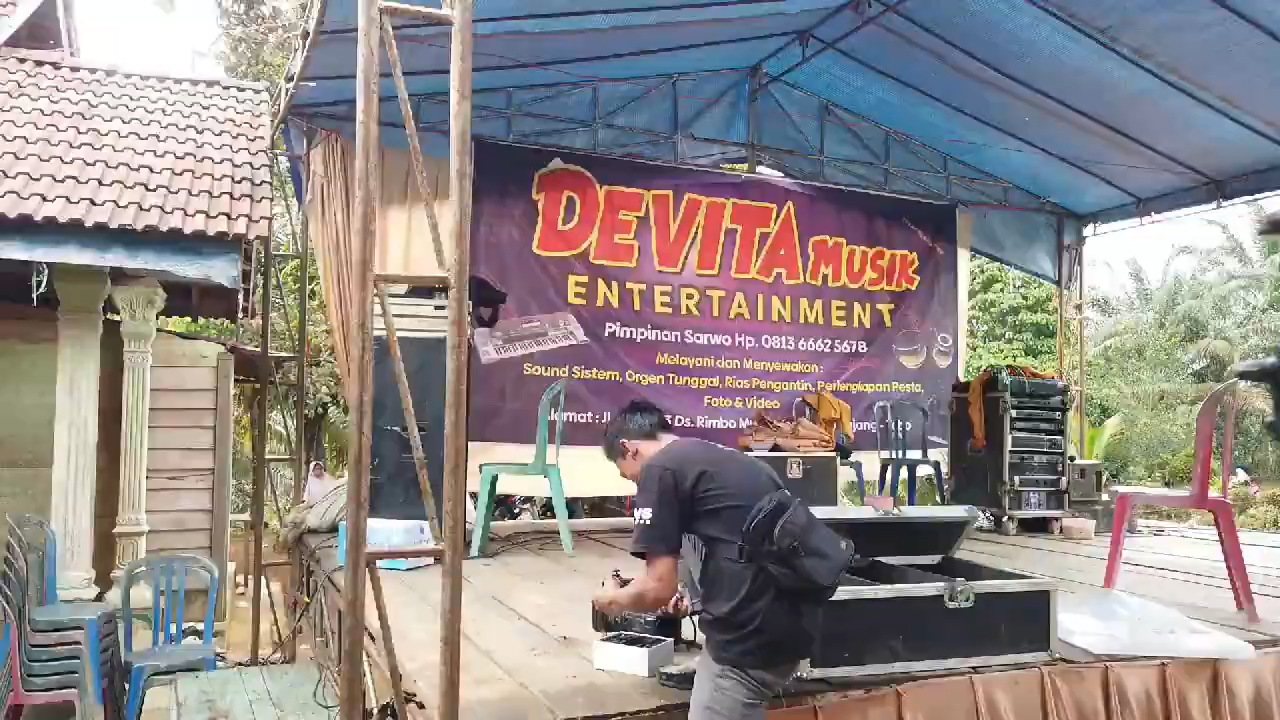 DEVITA MUSIK
ENTERTAINMENT
Pimpinan Sarwo Hp. 0813 6662 5678
Melayani dan Menyewakan :
Sound Sistem, Orgen Tunggal, Rias Pengantin, Perlengkapan Pesta,
Foto & Video
Ds. Rimbo